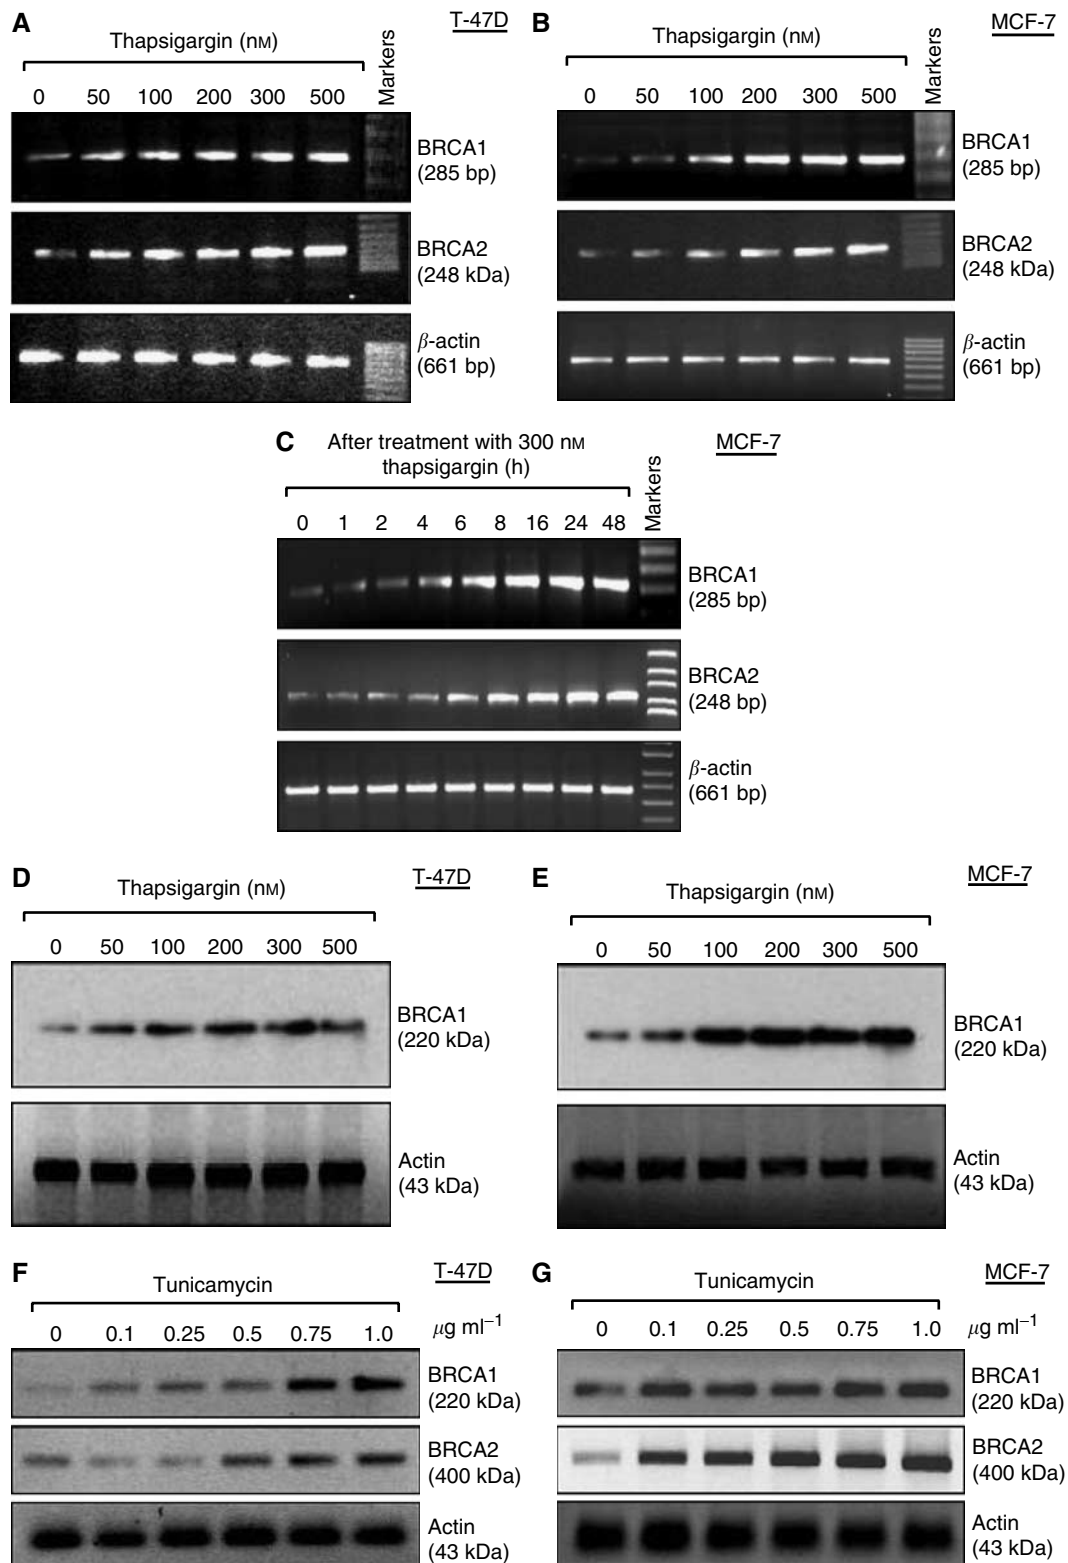 A
T-47D
Thapsigargin (nM)
Markers
0 50 100 200 300 500
BRCA1
(285 bp)
BRCA2
(248 kDa)
β-actin
(661 bp)
B
MCF-7
Thapsigargin (nM)
Markers
0 50 100 200 300 500
BRCA1
(285 bp)
BRCA2
(248 kDa)
β-actin
(661 bp)
C
After treatment with 300 nM
thapsigargin (h)
MCF-7
Markers
0 1 2 4 6 8 16 24 48
BRCA1
(285 bp)
BRCA2
(248 bp)
β-actin
(661 bp)
D
T-47D
Thapsigargin (nM)
0 50 100 200 300 500
BRCA1
(220 kDa)
Actin
(43 kDa)
E
MCF-7
Thapsigargin (nM)
0 50 100 200 300 500
BRCA1
(220 kDa)
Actin
(43 kDa)
F
T-47D
Tunicamycin
0 0.1 0.25 0.5 0.75 1.0 μg ml⁻¹
BRCA1
(220 kDa)
BRCA2
(400 kDa)
Actin
(43 kDa)
G
MCF-7
Tunicamycin
0 0.1 0.25 0.5 0.75 1.0 μg ml⁻¹
BRCA1
(220 kDa)
BRCA2
(400 kDa)
Actin
(43 kDa)